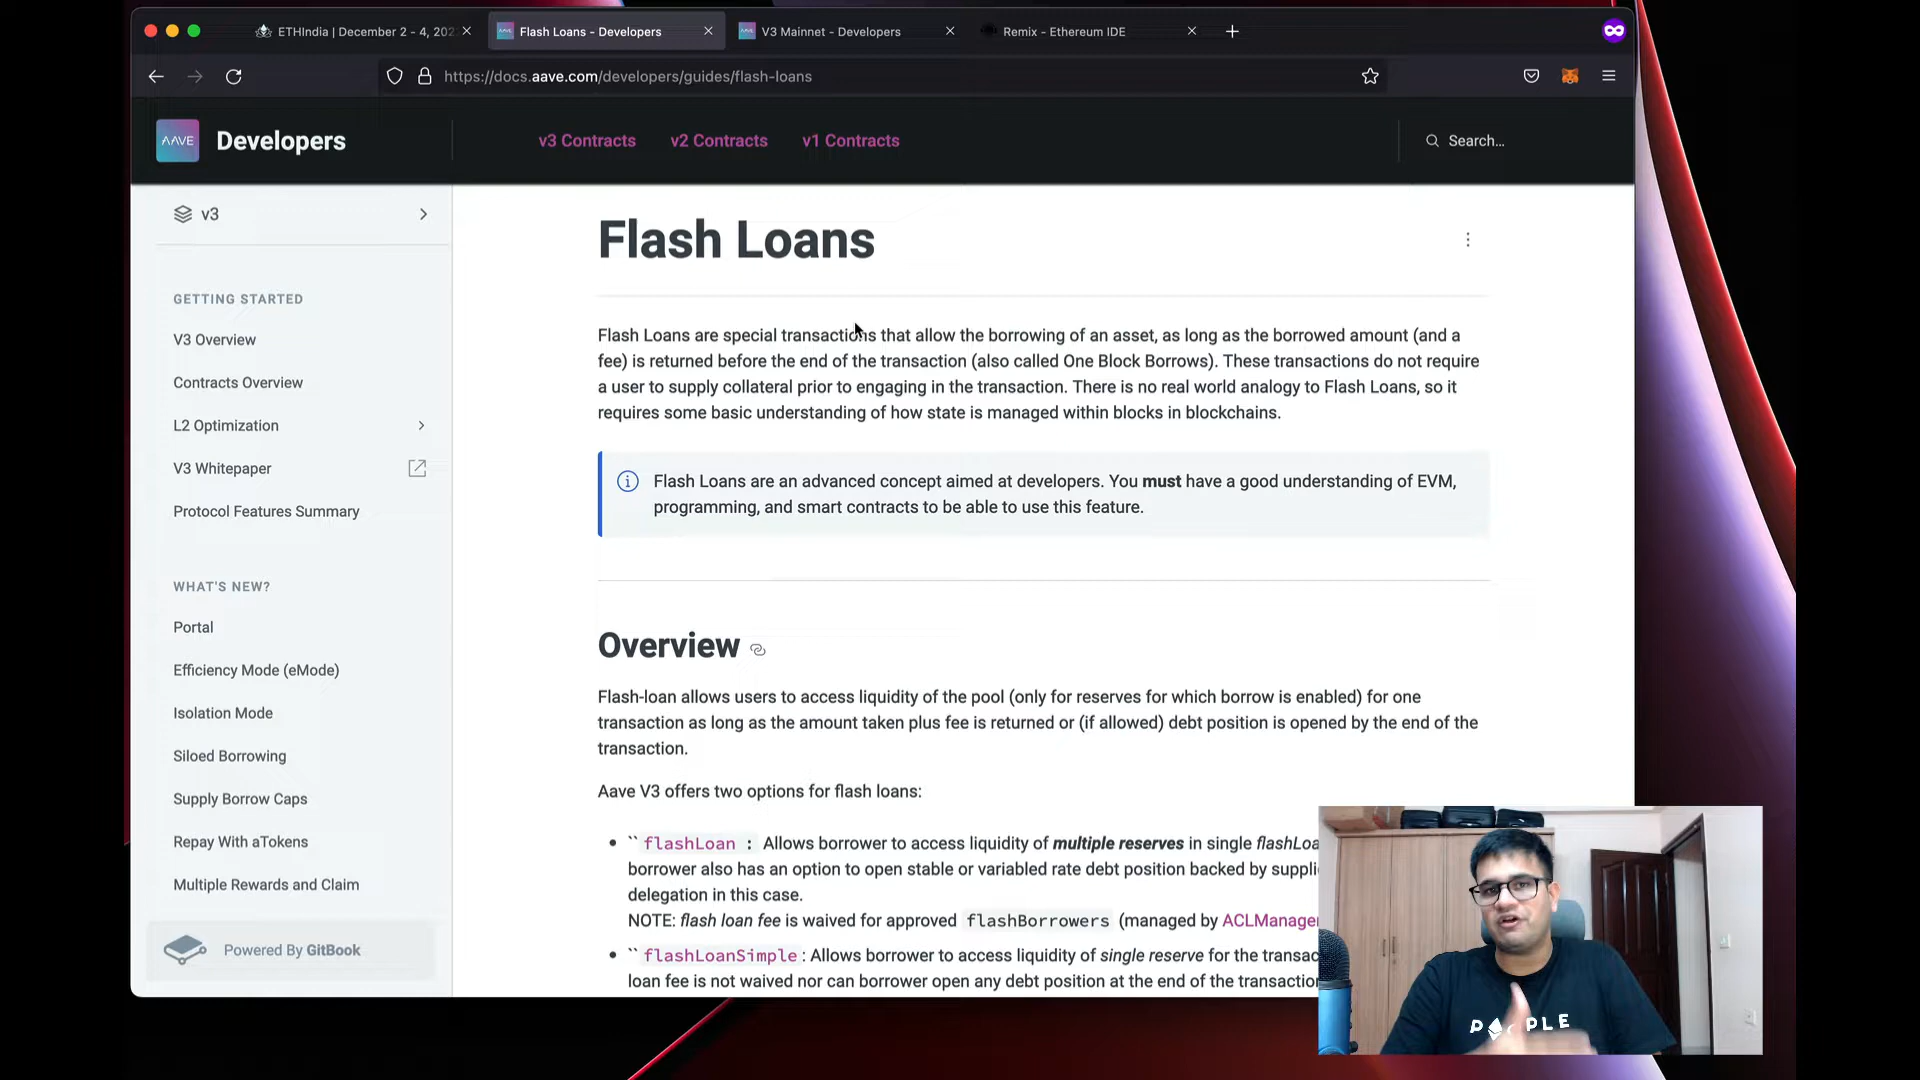 ETHIndia | December 2 - 4, 202
Flash Loans - Developers
V3 Mainnet - Developers
Remix - Ethereum IDE
https://docs.aave.com/developers/guides/flash-loans
AAVE
Developers
v3 Contracts
v2 Contracts
v1 Contracts
Search...
v3
GETTING STARTED
V3 Overview
Contracts Overview
L2 Optimization
V3 Whitepaper
Protocol Features Summary
WHAT'S NEW?
Portal
Efficiency Mode (eMode)
Isolation Mode
Siloed Borrowing
Supply Borrow Caps
Repay With aTokens
Multiple Rewards and Claim
Powered By GitBook
Flash Loans
Flash Loans are special transactions that allow the borrowing of an asset, as long as the borrowed amount (and a
fee) is returned before the end of the transaction (also called One Block Borrows). These transactions do not require
a user to supply collateral prior to engaging in the transaction. There is no real world analogy to Flash Loans, so it
requires some basic understanding of how state is managed within blocks in blockchains.
Flash Loans are an advanced concept aimed at developers. You must have a good understanding of EVM,
programming, and smart contracts to be able to use this feature.
Overview
Flash-loan allows users to access liquidity of the pool (only for reserves for which borrow is enabled) for one
transaction as long as the amount taken plus fee is returned or (if allowed) debt position is opened by the end of the
transaction.
Aave V3 offers two options for flash loans:
• `` flashLoan : Allows borrower to access liquidity of multiple reserves in single flashLoa
borrower also has an option to open stable or variabled rate debt position backed by suppli
delegation in this case.
NOTE: flash loan fee is waived for approved flashBorrowers (managed by ACLManager
• `` flashLoanSimple : Allows borrower to access liquidity of single reserve for the transac
loan fee is not waived nor can borrower open any debt position at the end of the transaction